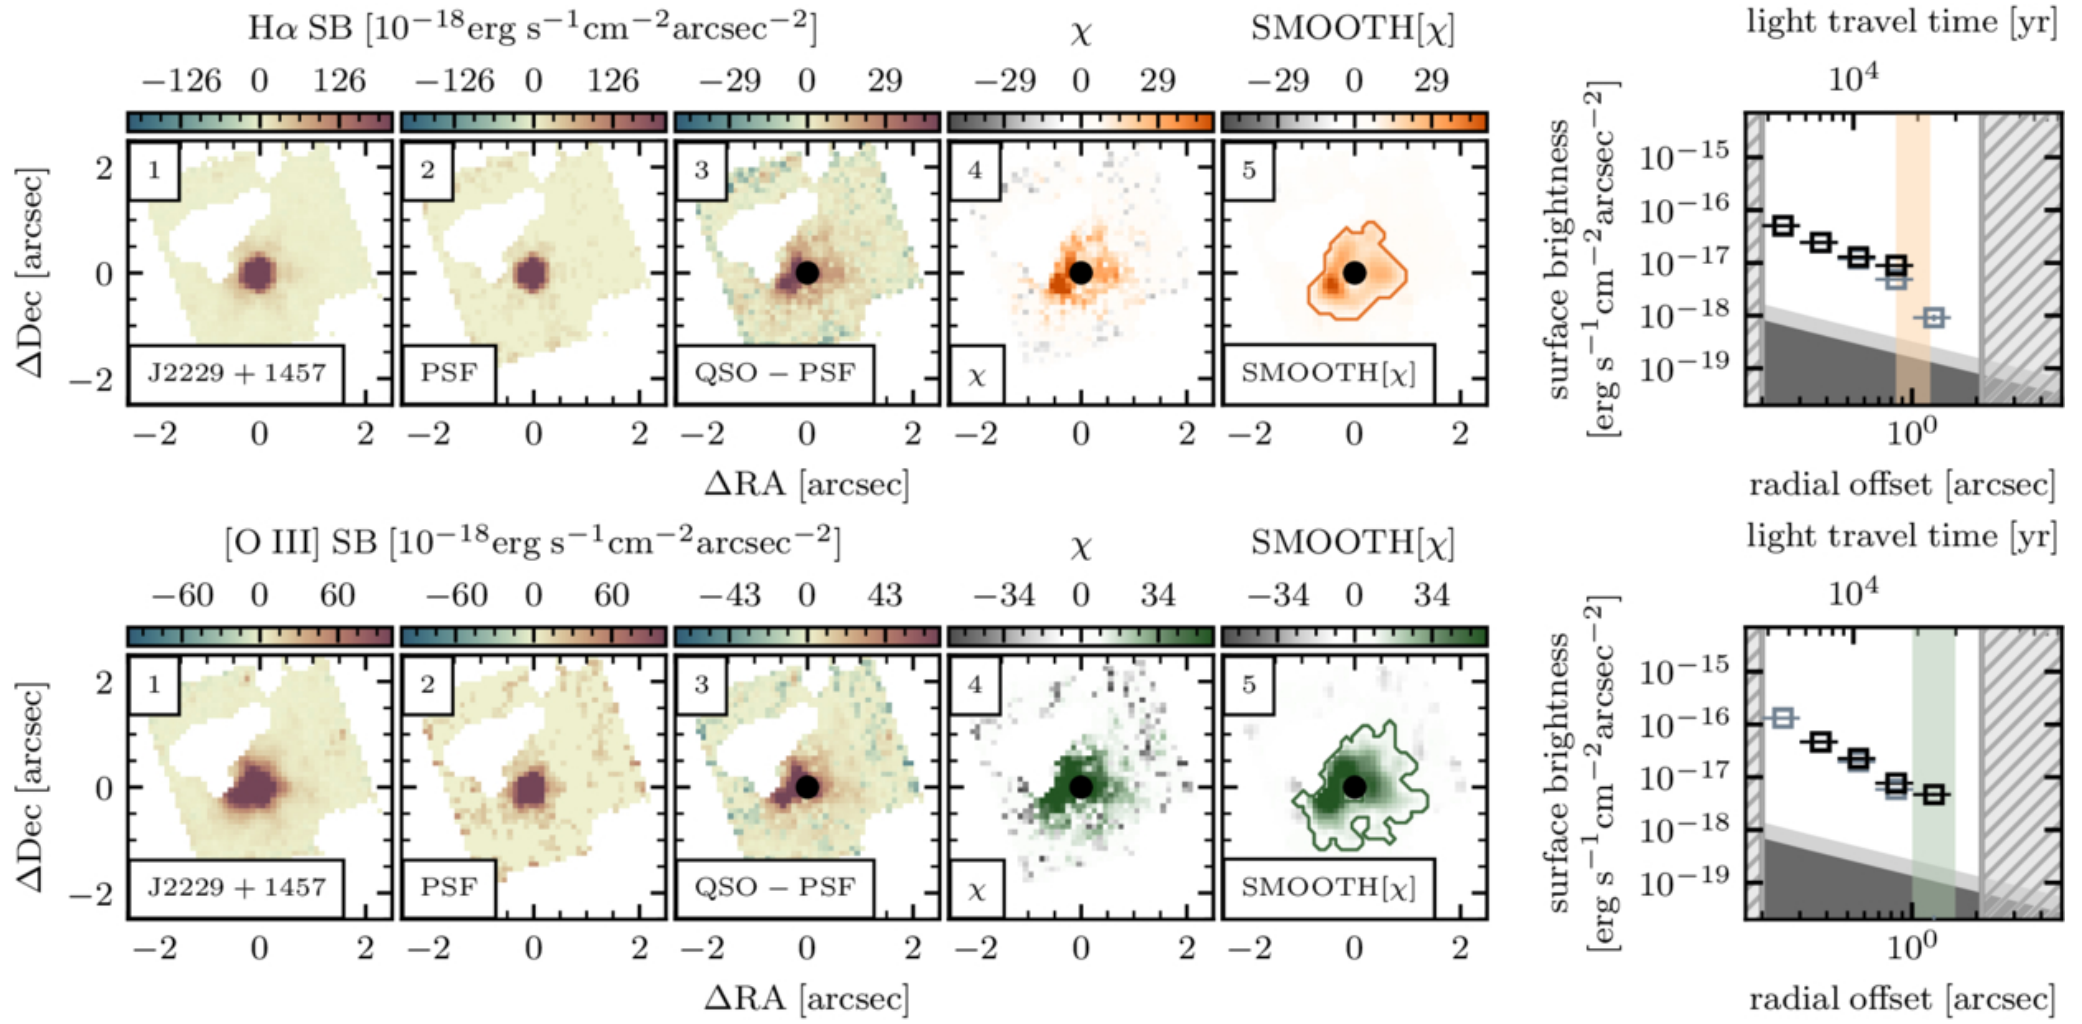 Hα SB [10−18erg s−1cm−2arcsec−2] χ SMOOTH[χ] light travel time [yr]
−126 0 126 −126 0 126 −29 0 29 −29 0 29 −29 0 29 10^4
1 2 3 4 5
J2229 + 1457 PSF QSO − PSF χ SMOOTH[χ]
ΔDec [arcsec]
2
0
−2
−2 0 2 −2 0 2 −2 0 2 −2 0 2 −2 0 2
ΔRA [arcsec]
surface brightness
[erg s−1cm−2arcsec−2]
10−15
10−16
10−17
10−18
10−19
10^0
radial offset [arcsec]
[O III] SB [10−18erg s−1cm−2arcsec−2] χ SMOOTH[χ] light travel time [yr]
−60 0 60 −60 0 60 −43 0 43 −34 0 34 −34 0 34 10^4
1 2 3 4 5
J2229 + 1457 PSF QSO − PSF χ SMOOTH[χ]
ΔDec [arcsec]
2
0
−2
−2 0 2 −2 0 2 −2 0 2 −2 0 2 −2 0 2
ΔRA [arcsec]
surface brightness
[erg s−1cm−2arcsec−2]
10−15
10−16
10−17
10−18
10−19
10^0
radial offset [arcsec]